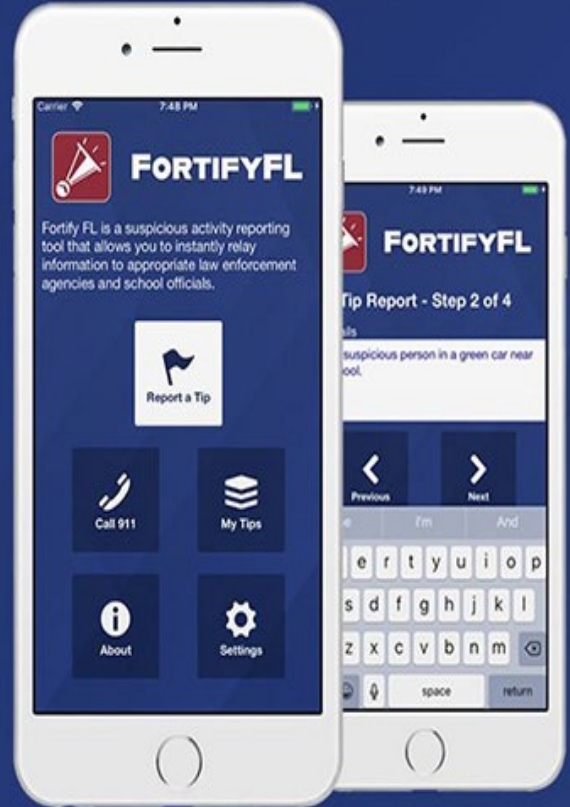 Carrier 7:48 PM
FORTIFYFL
Fortify FL is a suspicious activity reporting
tool that allows you to instantly relay
information to appropriate law enforcement
agencies and school officials.
Report a Tip
Call 911
My Tips
About
Settings
7:49 PM
FORTIFYFL
Tip Report - Step 2 of 4
suspicious person in a green car near
Previous
Next
I'm And
e r t y u i o p
s d f g h j k l
z x c v b n m
space return